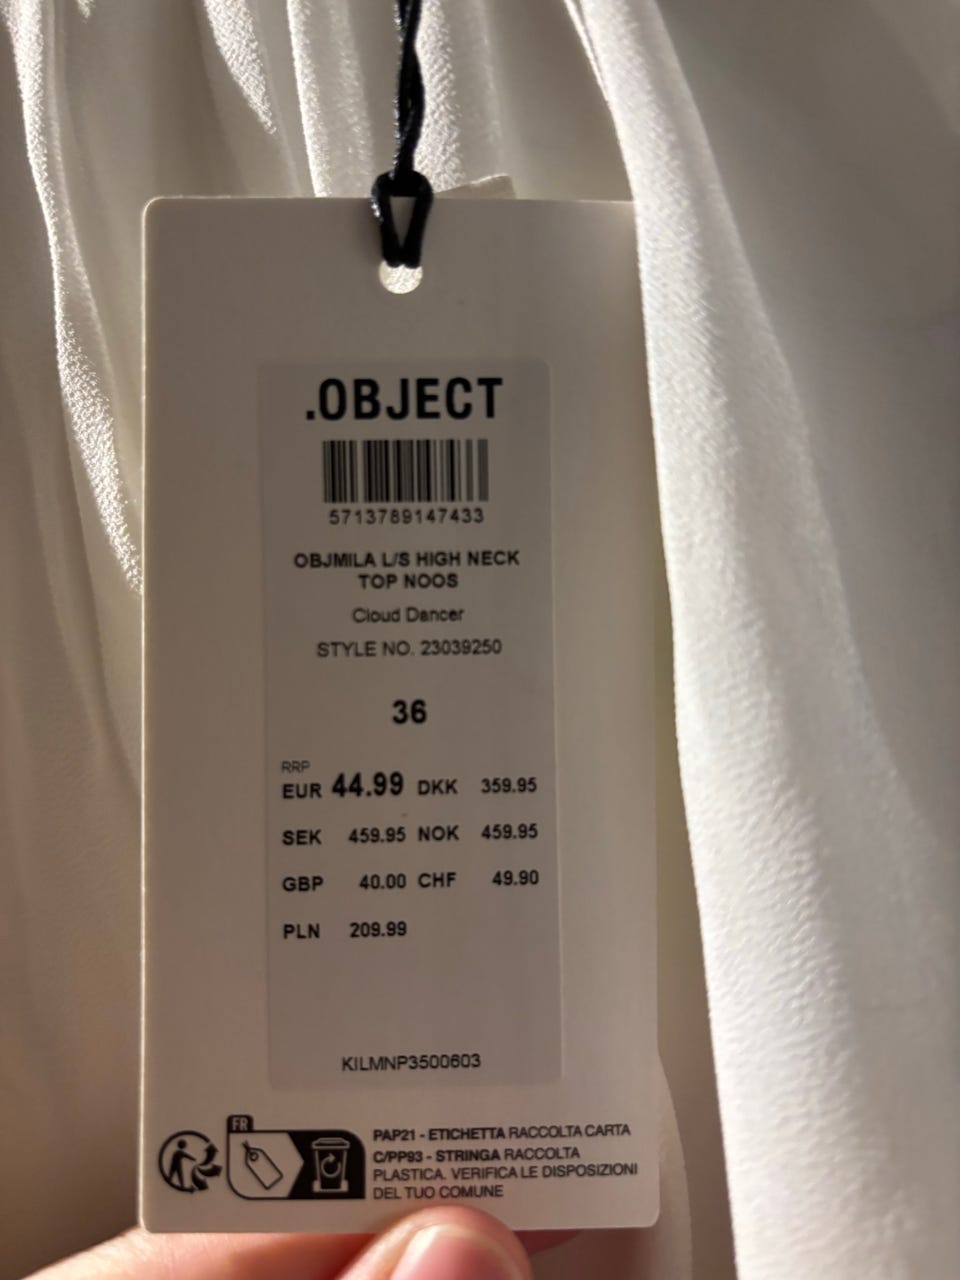 .OBJECT
5713789147433
OBJMILA L/S HIGH NECK
TOP NOOS
Cloud Dancer
STYLE NO. 23039250
36
RRP
EUR 44.99 DKK 359.95
SEK 459.95 NOK 459.95
GBP 40.00 CHF 49.90
PLN 209.99
KILMNP3500603
FR
PAP21 - ETICHETTA RACCOLTA CARTA
C/PP93 - STRINGA RACCOLTA
PLASTICA. VERIFICA LE DISPOSIZIONI
DEL TUO COMUNE